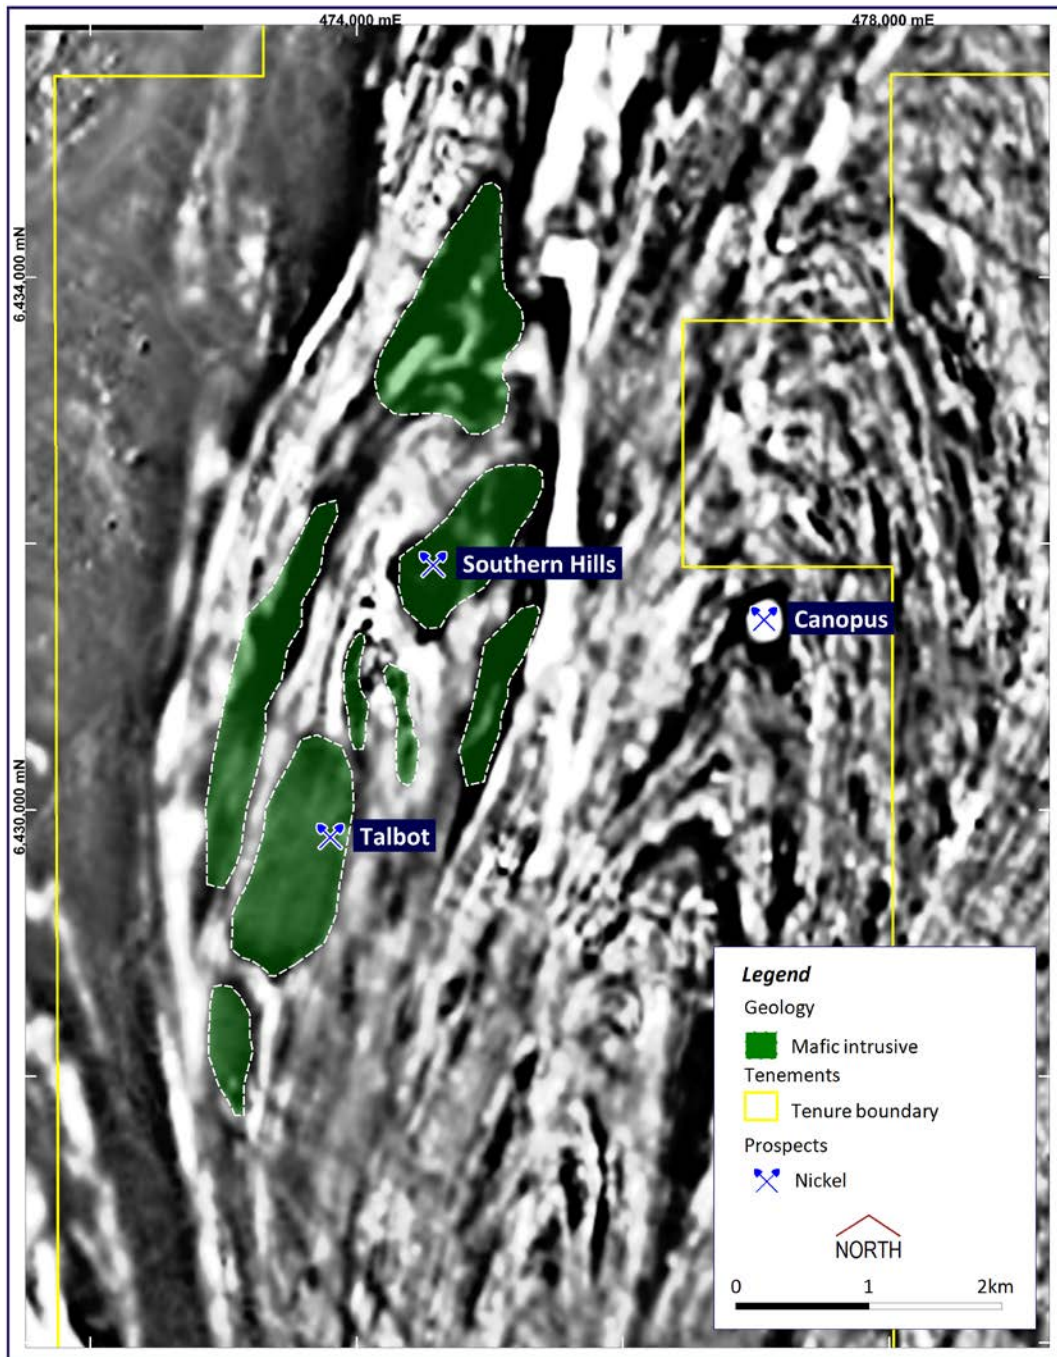 474,000 mE
478,000 mE
6,434,000 mN
Southern Hills
Canopus
6,430,000 mN
Talbot
Legend
Geology
Mafic intrusive
Tenements
Tenure boundary
Prospects
Nickel
NORTH
0 1 2km